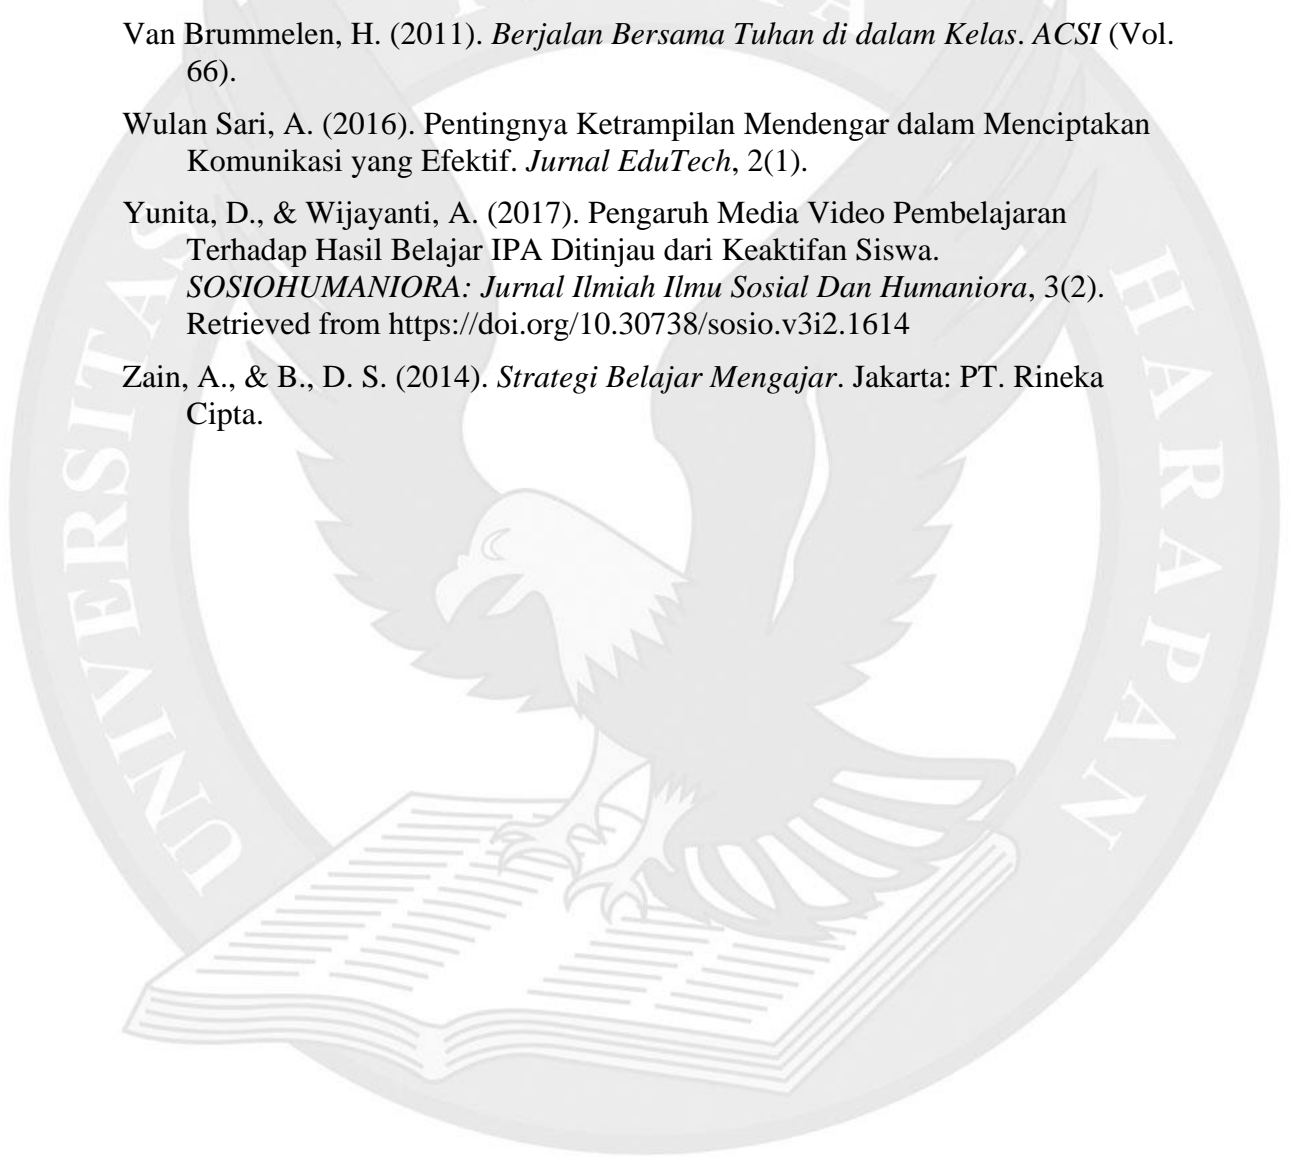 Van Brummelen, H. (2011). Berjalan Bersama Tuhan di dalam Kelas. ACSI (Vol.
66).
Wulan Sari, A. (2016). Pentingnya Ketrampilan Mendengar dalam Menciptakan
Komunikasi yang Efektif. Jurnal EduTech, 2(1).
Yunita, D., & Wijayanti, A. (2017). Pengaruh Media Video Pembelajaran
Terhadap Hasil Belajar IPA Ditinjau dari Keaktifan Siswa.
SOSIOHUMANIORA: Jurnal Ilmiah Ilmu Sosial Dan Humaniora, 3(2).
Retrieved from https://doi.org/10.30738/sosio.v3i2.1614
Zain, A., & B., D. S. (2014). Strategi Belajar Mengajar. Jakarta: PT. Rineka
Cipta.
UNIVERSITAS
HARAPAN